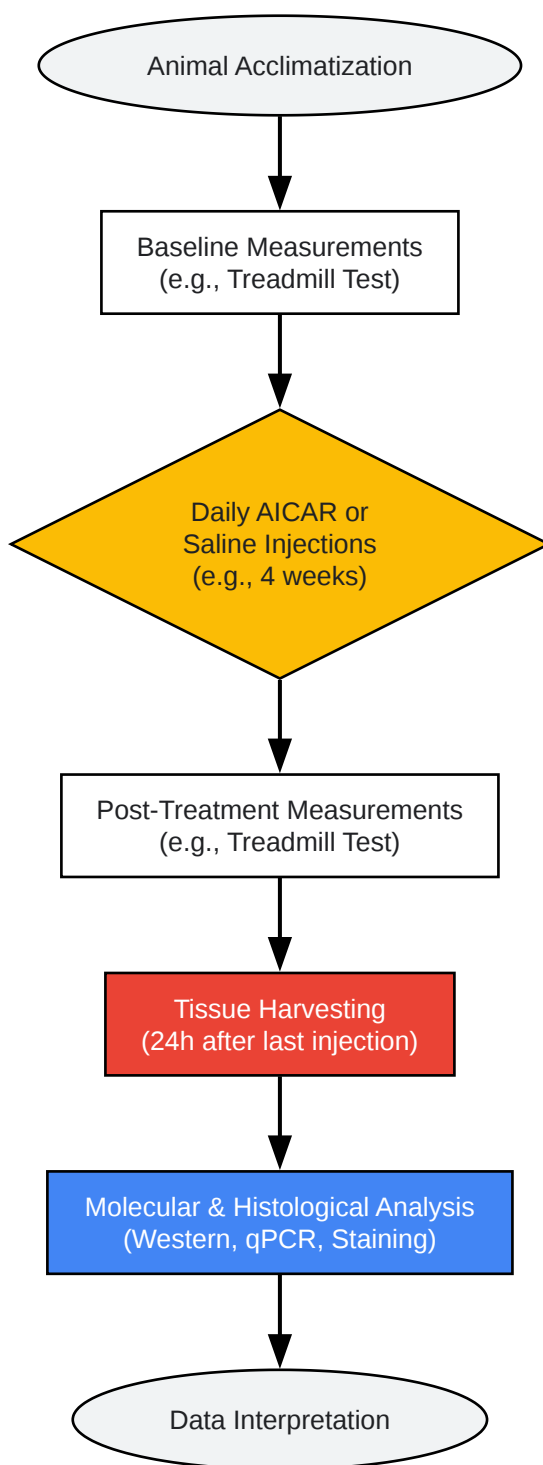 Animal Acclimatization
Baseline Measurements
(e.g., Treadmill Test)
Daily AICAR or
Saline Injections
(e.g., 4 weeks)
Post-Treatment Measurements
(e.g., Treadmill Test)
Tissue Harvesting
(24h after last injection)
Molecular & Histological Analysis
(Western, qPCR, Staining)
Data Interpretation